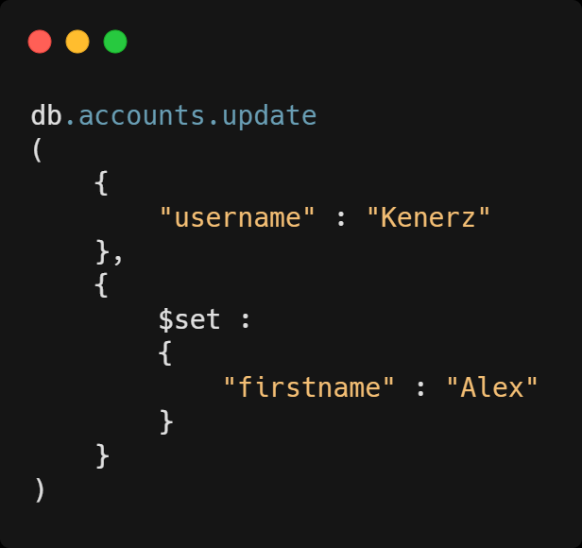 db.accounts.update
(
    {
        "username" : "Kenerz"
    },
    {
        $set :
        {
            "firstname" : "Alex"
        }
    }
)